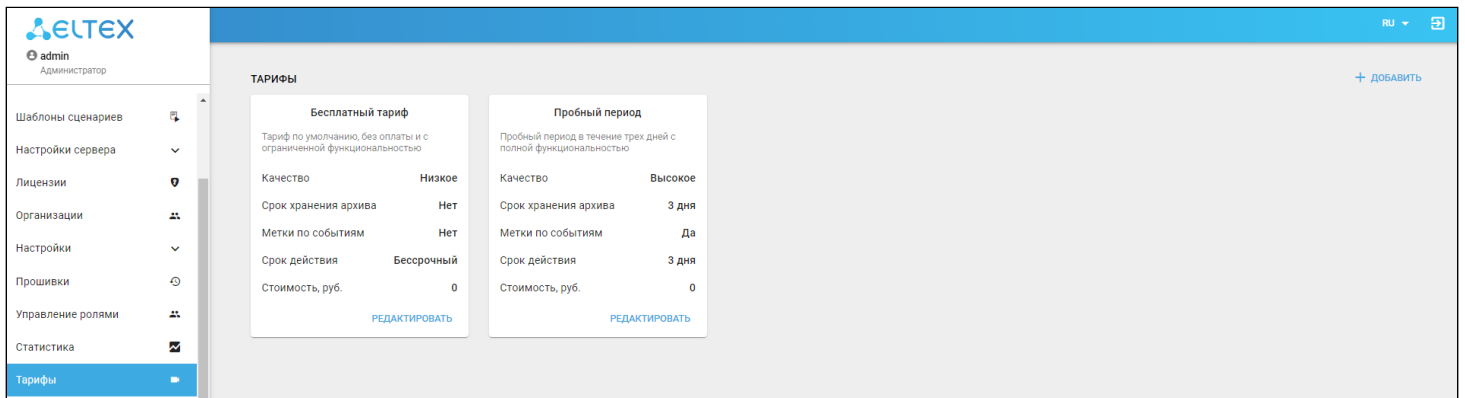 ELTEX
admin
Администратор
Шаблоны сценариев
Настройки сервера
Лицензии
Организации
Настройки
Прошивки
Управление ролями
Статистика
Тарифы
RU
ТАРИФЫ
+ ДОБАВИТЬ
Бесплатный тариф
Тариф по умолчанию, без оплаты и с
ограниченной функциональностью
Качество Низкое
Срок хранения архива Нет
Метки по событиям Нет
Срок действия Бессрочный
Стоимость, руб. 0
РЕДАКТИРОВАТЬ
Пробный период
Пробный период в течение трех дней с
полной функциональностью
Качество Высокое
Срок хранения архива 3 дня
Метки по событиям Да
Срок действия 3 дня
Стоимость, руб. 0
РЕДАКТИРОВАТЬ